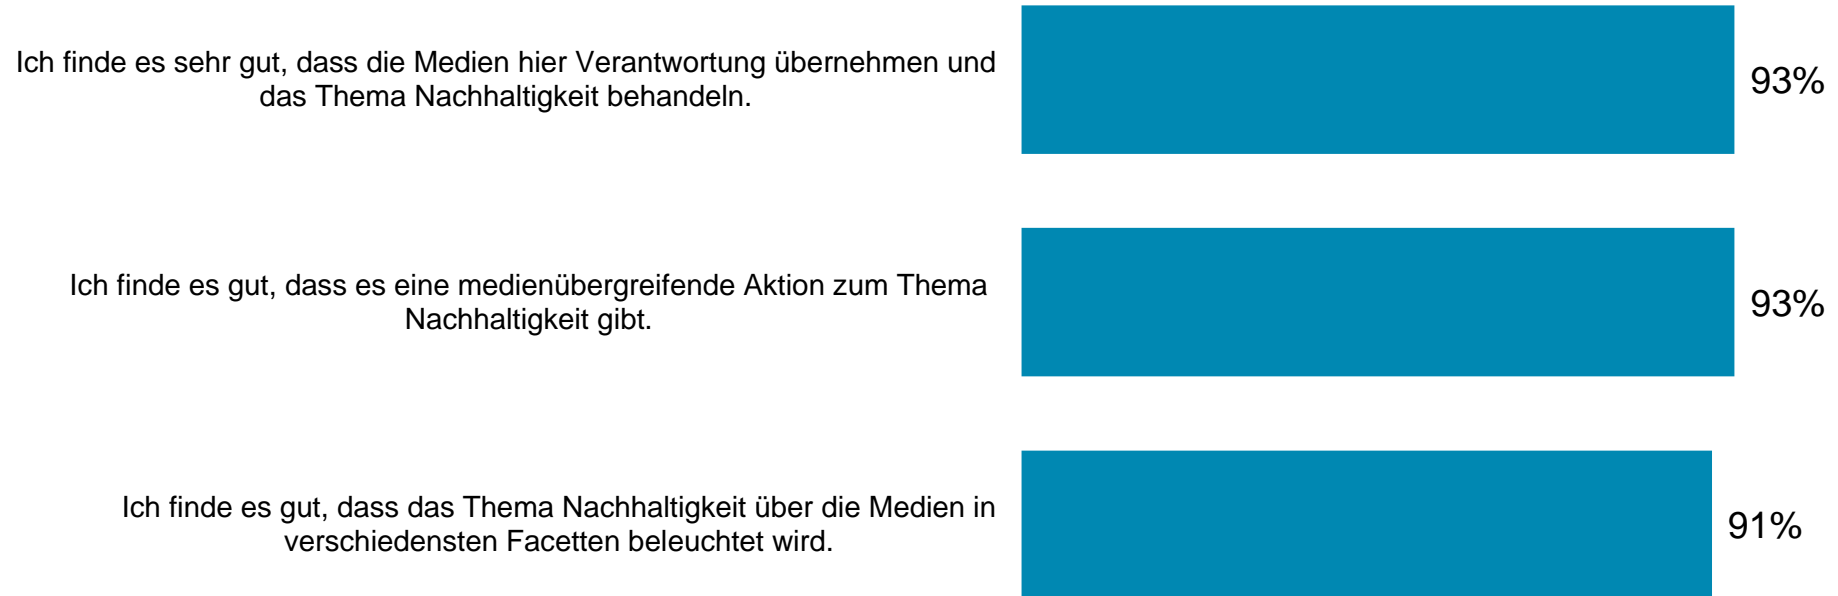 Ich finde es sehr gut, dass die Medien hier Verantwortung übernehmen und
das Thema Nachhaltigkeit behandeln.
93%
Ich finde es gut, dass es eine medienübergreifende Aktion zum Thema
Nachhaltigkeit gibt.
93%
Ich finde es gut, dass das Thema Nachhaltigkeit über die Medien in
verschiedensten Facetten beleuchtet wird.
91%